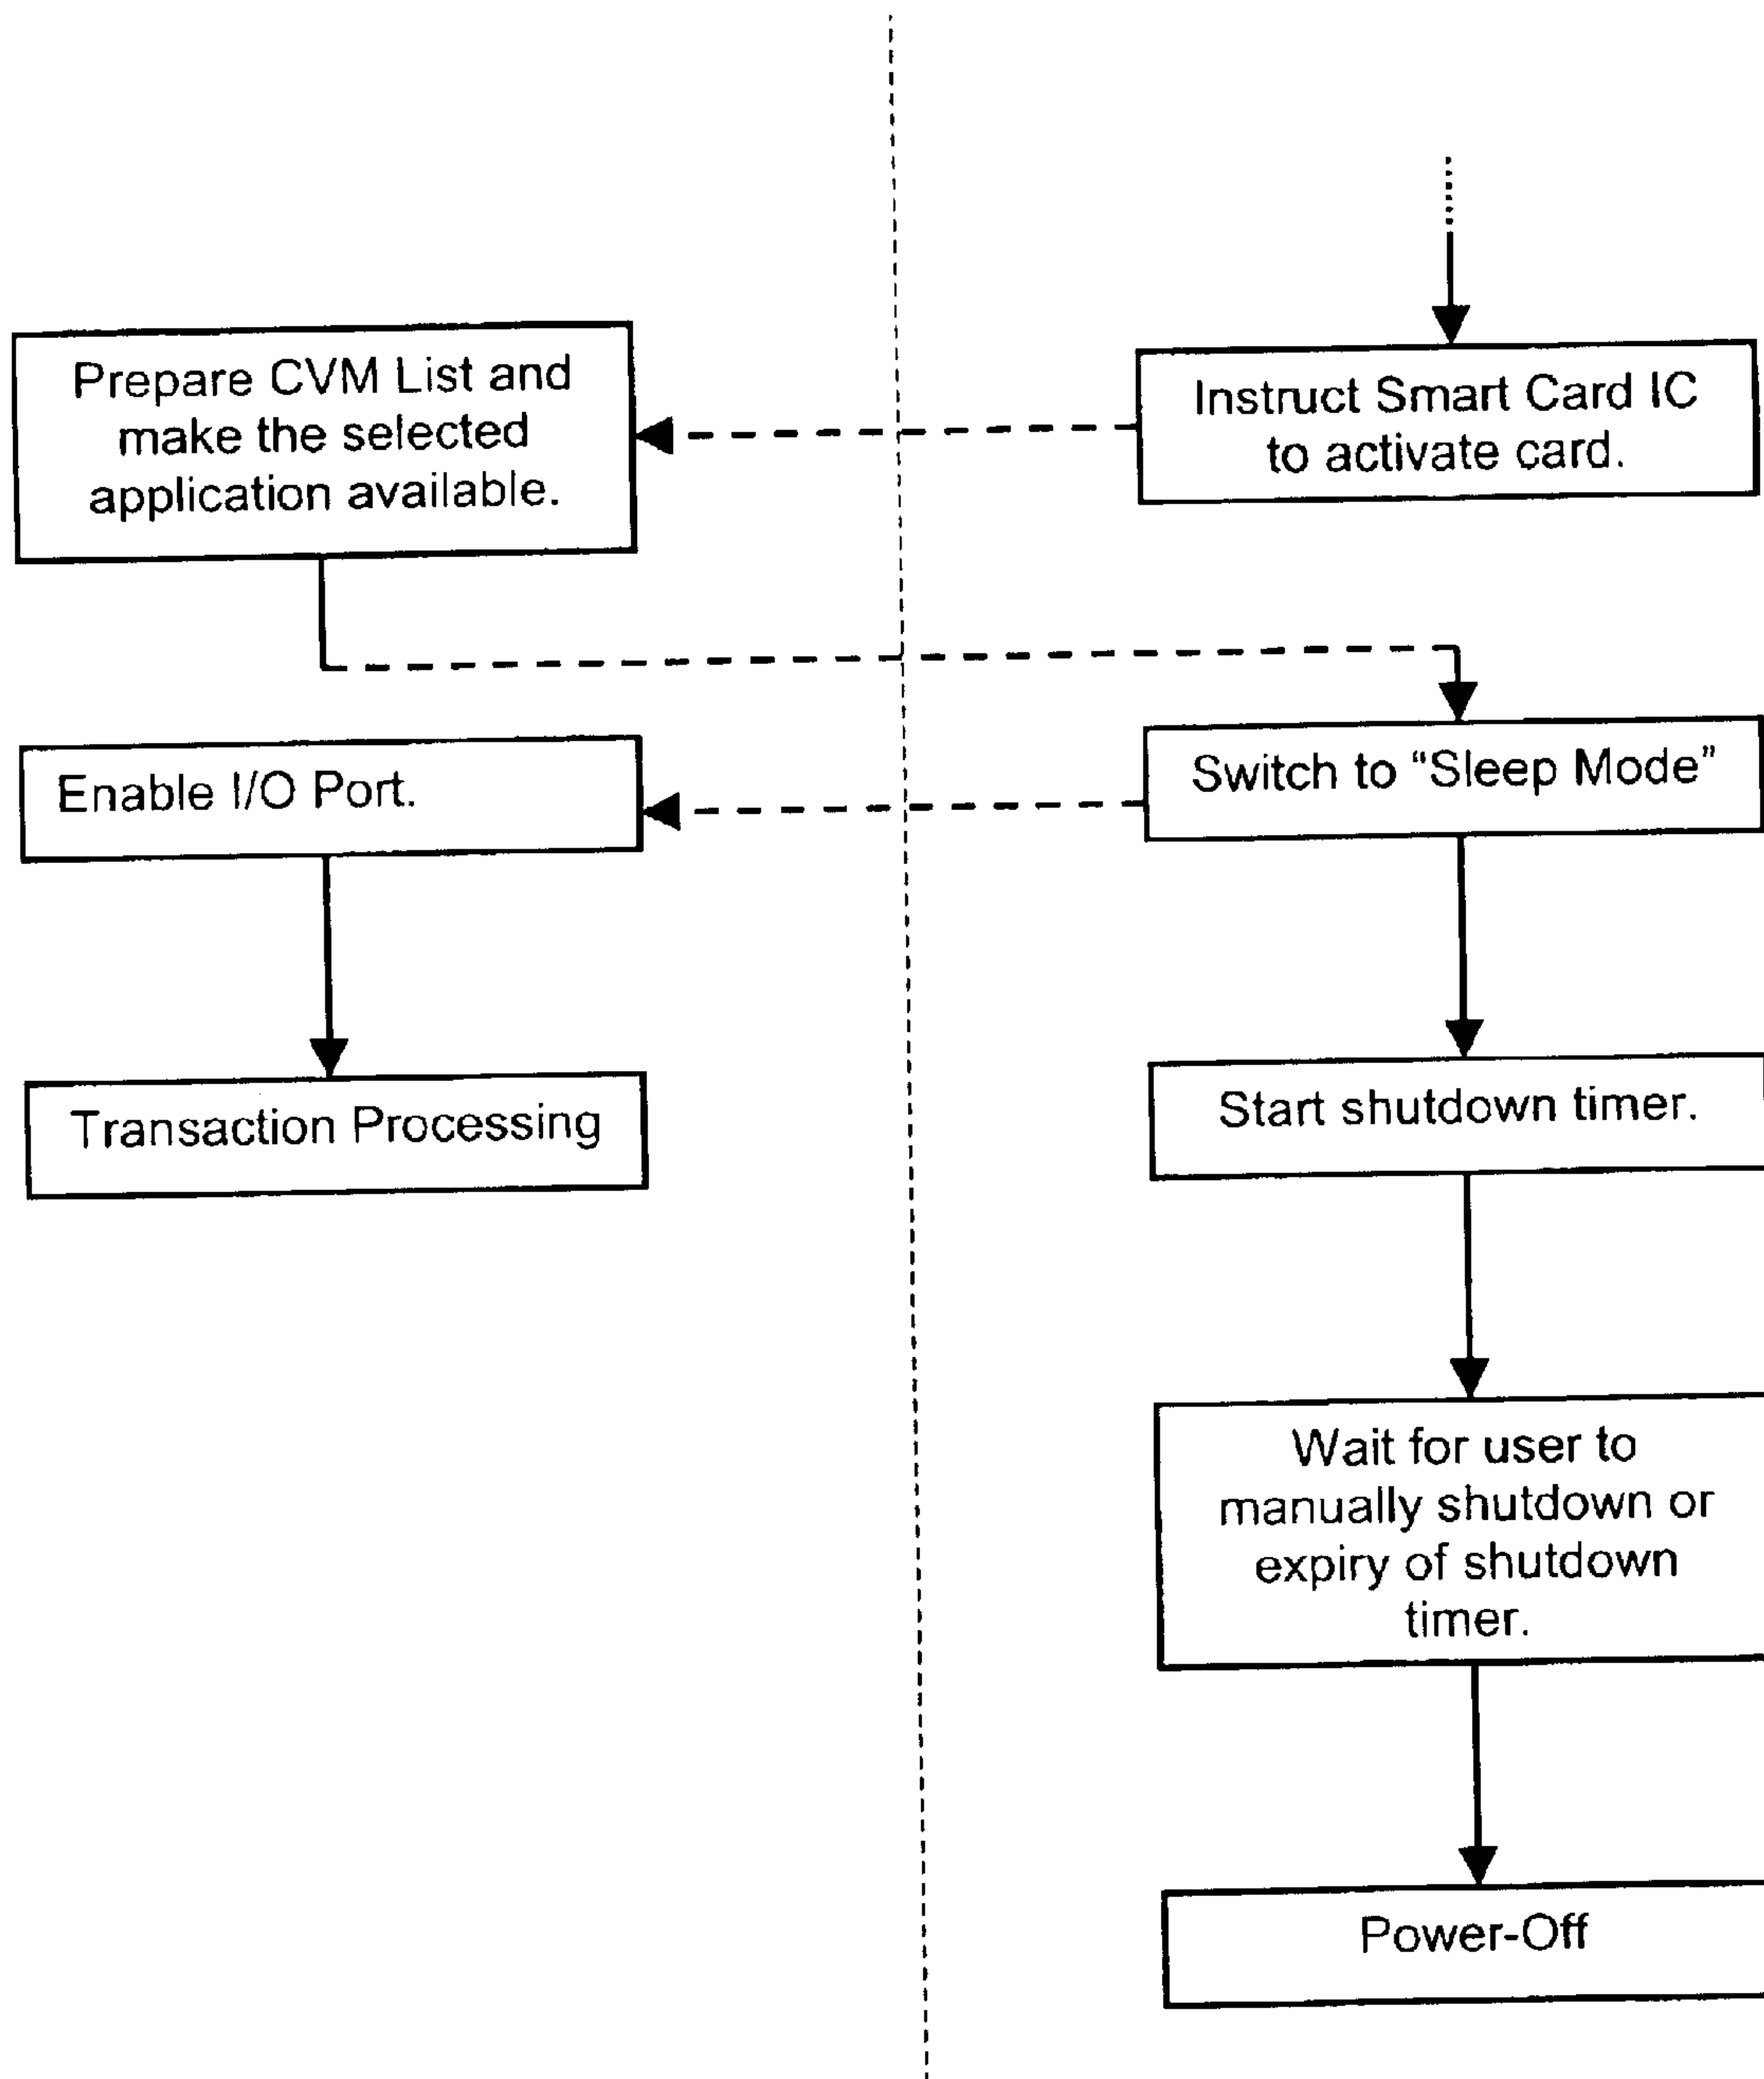 Prepare CVM List and
make the selected
application available.
Instruct Smart Card IC
to activate card.
Enable I/O Port.
Switch to “Sleep Mode”
Transaction Processing
Start shutdown timer.
Wait for user to
manually shutdown or
expiry of shutdown
timer.
Power-Off